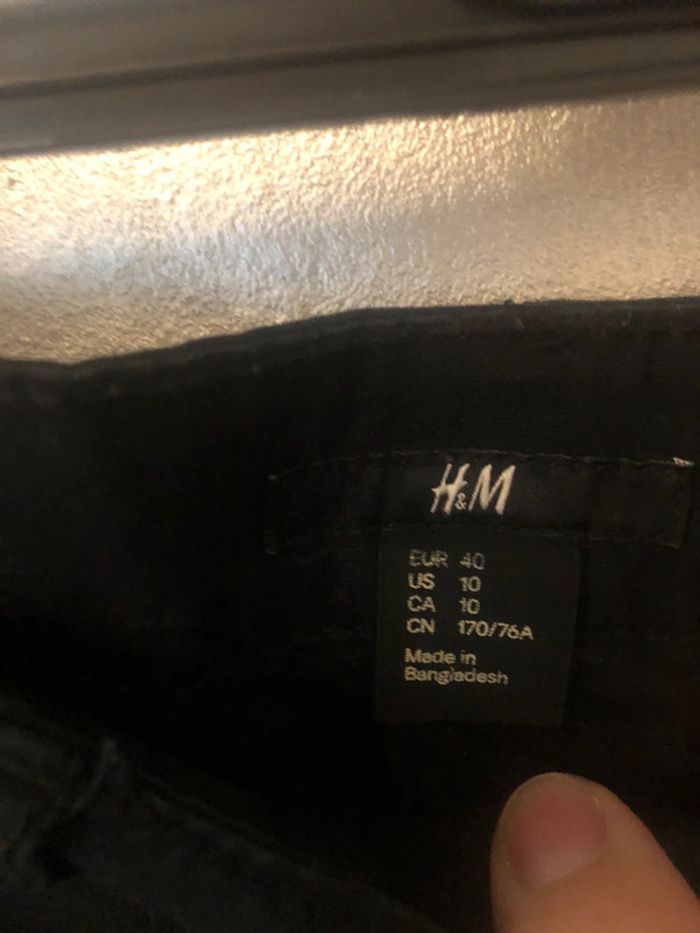 H&M
EUR 40
US 10
CA 10
CN 170/76A
Made in
Bangladesh